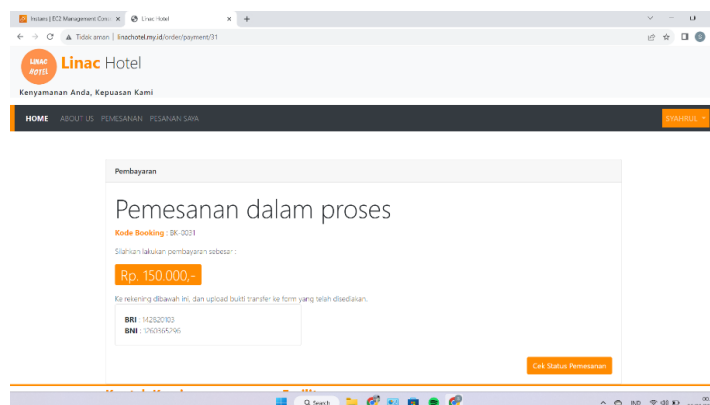 Instans | EC2 Management Con
Linac Hotel
Tidak aman | linachotel.my.id/order/payment/31
LINAC
HOTEL
Linac Hotel
Kenyamanan Anda, Kepuasan Kami
HOME ABOUT US PEMESANAN PESANAN SAYA
SYAHRUL
Pembayaran
Pemesanan dalam proses
Kode Booking : BK-0031
Silahkan lakukan pembayaran sebesar :
Rp. 150.000,-
Ke rekening dibawah ini, dan upload bukti transfer ke form yang telah disediakan.
BRI : 142820103
BNI : 1260365296
Cek Status Pemesanan
Search
IND